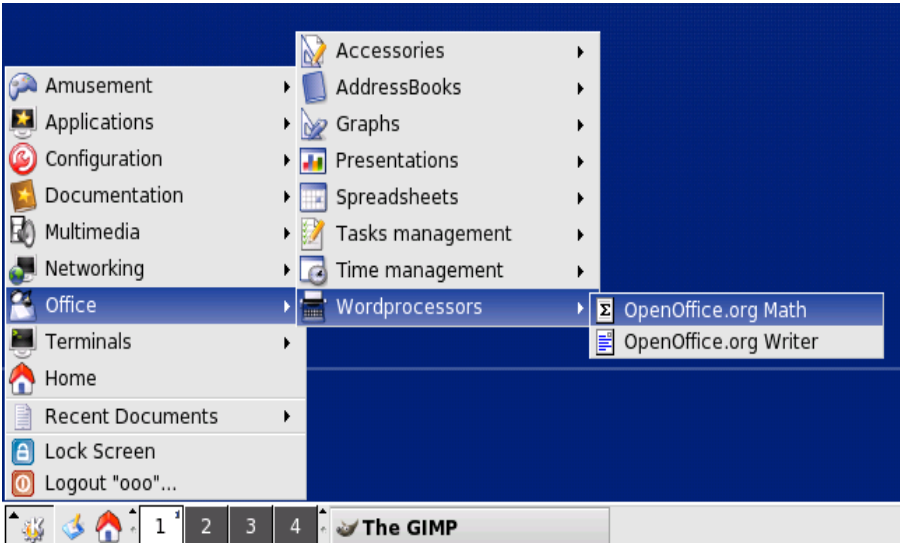 Amusement
Applications
Configuration
Documentation
Multimedia
Networking
Office
Terminals
Home
Recent Documents
Lock Screen
Logout "ooo"...
Accessories
AddressBooks
Graphs
Presentations
Spreadsheets
Tasks management
Time management
Wordprocessors
OpenOffice.org Math
OpenOffice.org Writer
1 2 3 4 The GIMP